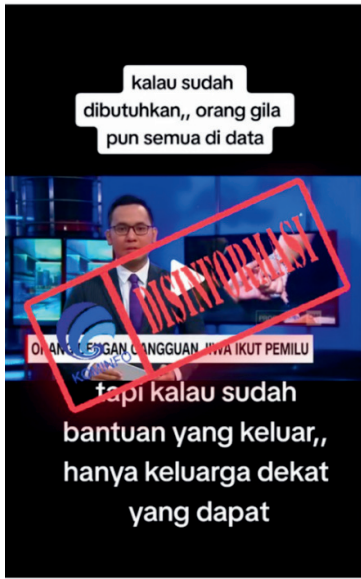 kalau sudah
dibutuhkan,, orang gila
pun semua di data
DISINFORMASI
ORANG DENGAN GANGGUAN JIWA IKUT PEMILU
KOMINFO
tapi kalau sudah
bantuan yang keluar,,
hanya keluarga dekat
yang dapat